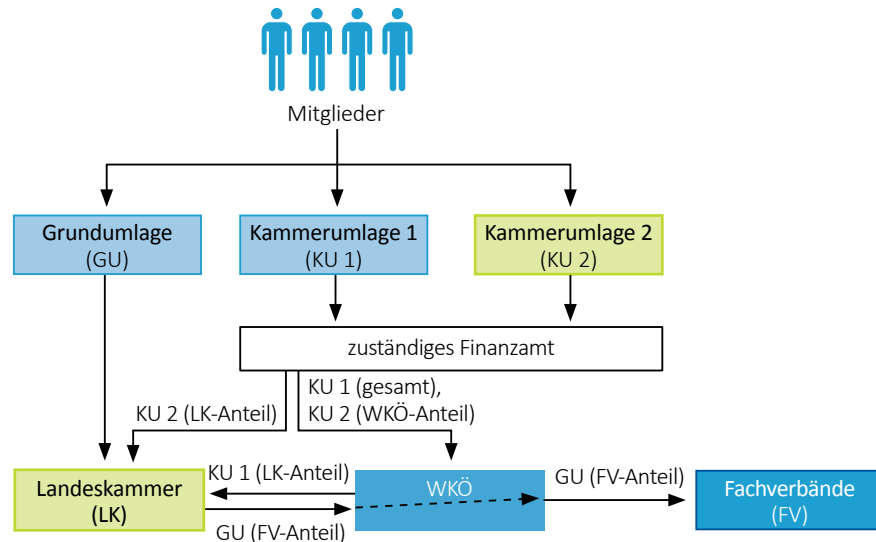 Mitglieder
Grundumlage
(GU)
Kammerumlage 1
(KU 1)
Kammerumlage 2
(KU 2)
zuständiges Finanzamt
KU 1 (gesamt),
KU 2 (WKÖ-Anteil)
KU 2 (LK-Anteil)
Landeskammer
(LK)
KU 1 (LK-Anteil)
GU (FV-Anteil)
WKÖ
GU (FV-Anteil)
Fachverbände
(FV)